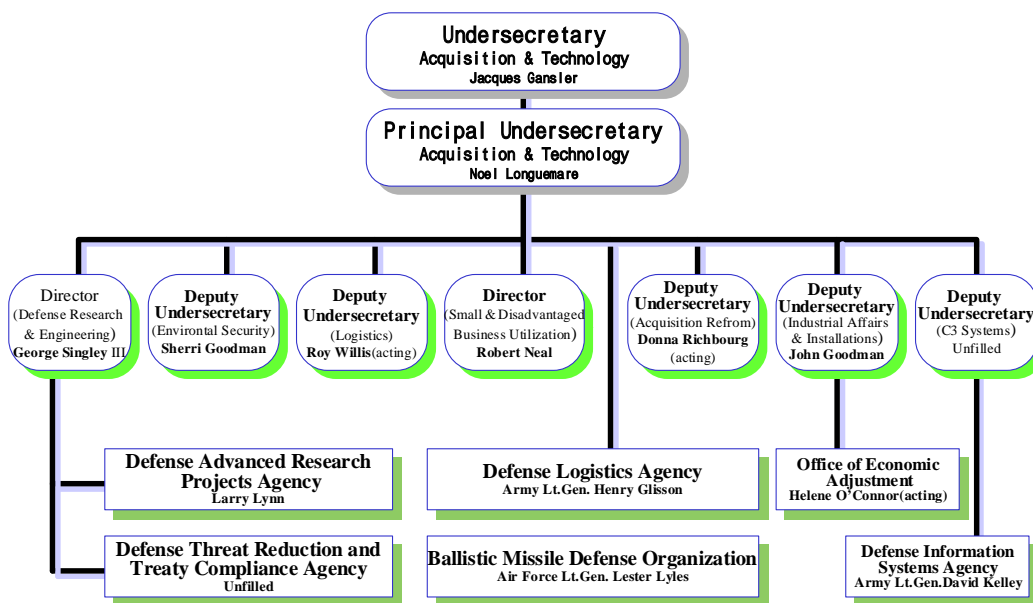 Undersecretary
Acquisition & Technology
Jacques Gansler
Principal Undersecretary
Acquisition & Technology
Noel Longuemare
Director
(Defense Research
& Engineering)
George Singley III
Deputy
Undersecretary
(Environtal Security)
Sherri Goodman
Deputy
Undersecretary
(Logistics)
Roy Willis(acting)
Director
(Small & Disadvantaged
Business Utilization)
Robert Neal
Deputy
Undersecretary
(Acquisition Refrom)
Donna Richbourg
(acting)
Deputy
Undersecretary
(Industrial Affairs
& Installations)
John Goodman
Deputy
Undersecretary
(C3 Systems)
Unfilled
Defense Advanced Research
Projects Agency
Larry Lynn
Defense Logistics Agency
Army Lt.Gen. Henry Glisson
Office of Economic
Adjustment
Helene O’Connor(acting)
Defense Threat Reduction and
Treaty Compliance Agency
Unfilled
Ballistic Missile Defense Organization
Air Force Lt.Gen. Lester Lyles
Defense Information
Systems Agency
Army Lt.Gen.David Kelley